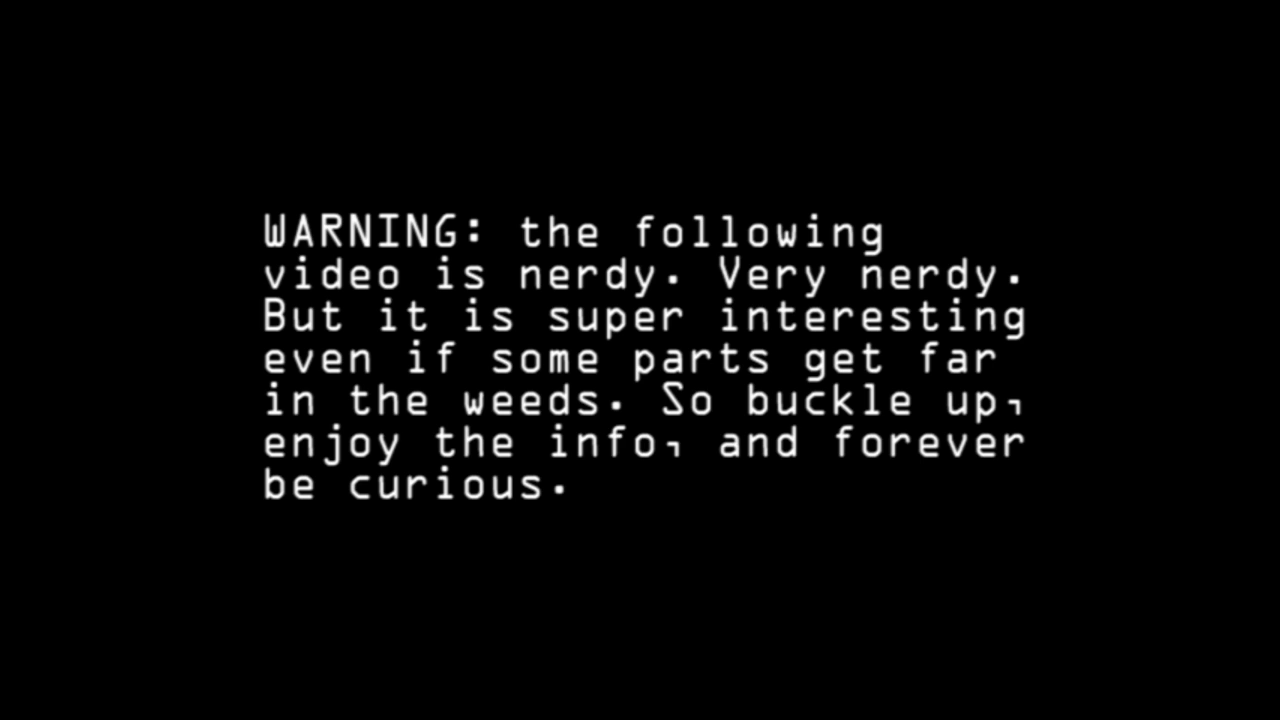 WARNING: the following
video is nerdy. Very nerdy.
But it is super interesting
even if some parts get far
in the weeds. So buckle up,
enjoy the info, and forever
be curious.